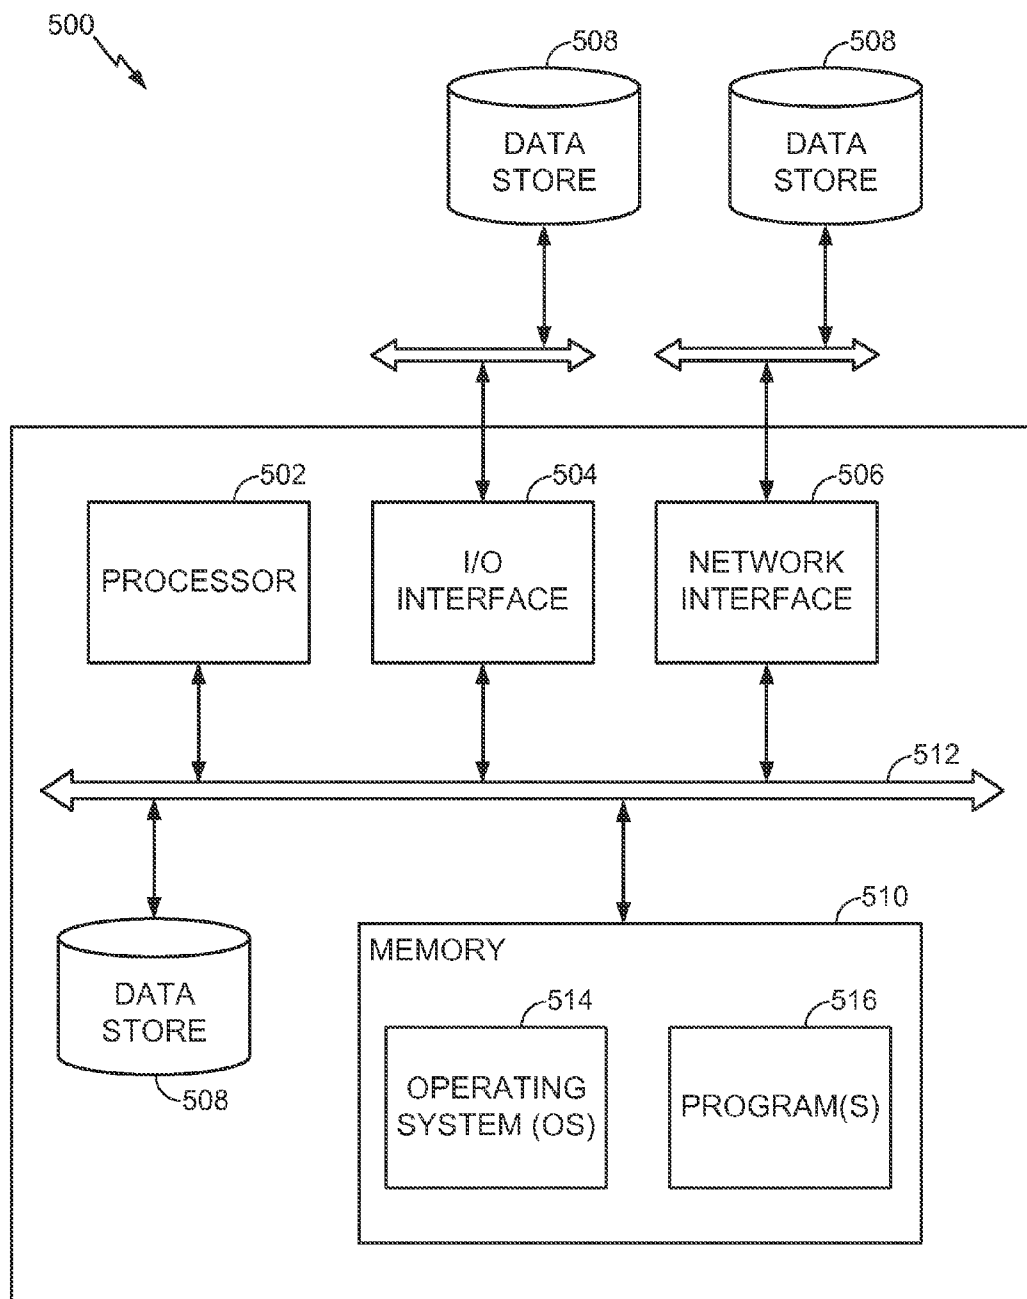 500
508
508
DATA
STORE
DATA
STORE
502
504
506
PROCESSOR
I/O
INTERFACE
NETWORK
INTERFACE
512
510
MEMORY
DATA
STORE
508
514
516
OPERATING
SYSTEM (OS)
PROGRAM(S)